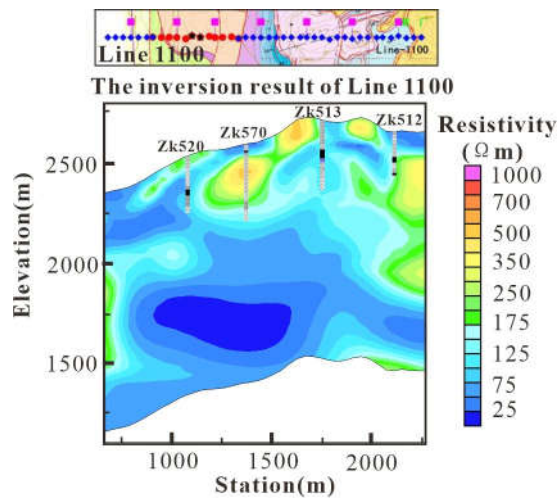 Line 1100
Line-1100
The inversion result of Line 1100
Zk520
Zk570
Zk513
Zk512
Resistivity
(Ωm)
1000
700
500
350
250
175
125
75
25
Elevation(m)
2500
2000
1500
1000
1500
2000
Station(m)